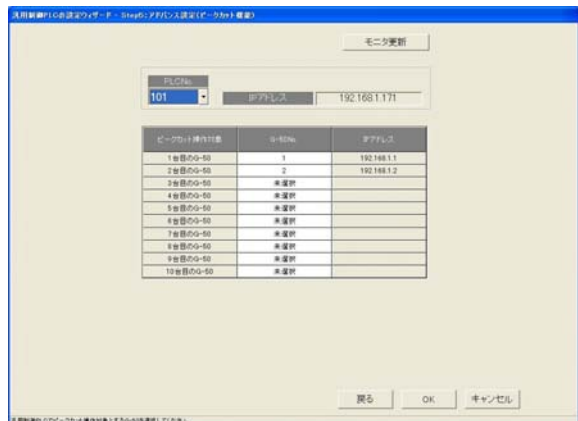 汎用制御PLC の設定ウィザード - Step6:アドバンス設定(ピークカット機能)
モニタ更新
PLCNo.
101 IPアドレス 192.168.1.171
ピークカット操作対象 G-50No. IPアドレス
1台目のG-50 1 192.168.1.1
2台目のG-50 2 192.168.1.2
3台目のG-50 未選択
4台目のG-50 未選択
5台目のG-50 未選択
6台目のG-50 未選択
7台目のG-50 未選択
8台目のG-50 未選択
9台目のG-50 未選択
10台目のG-50 未選択
戻る OK キャンセル